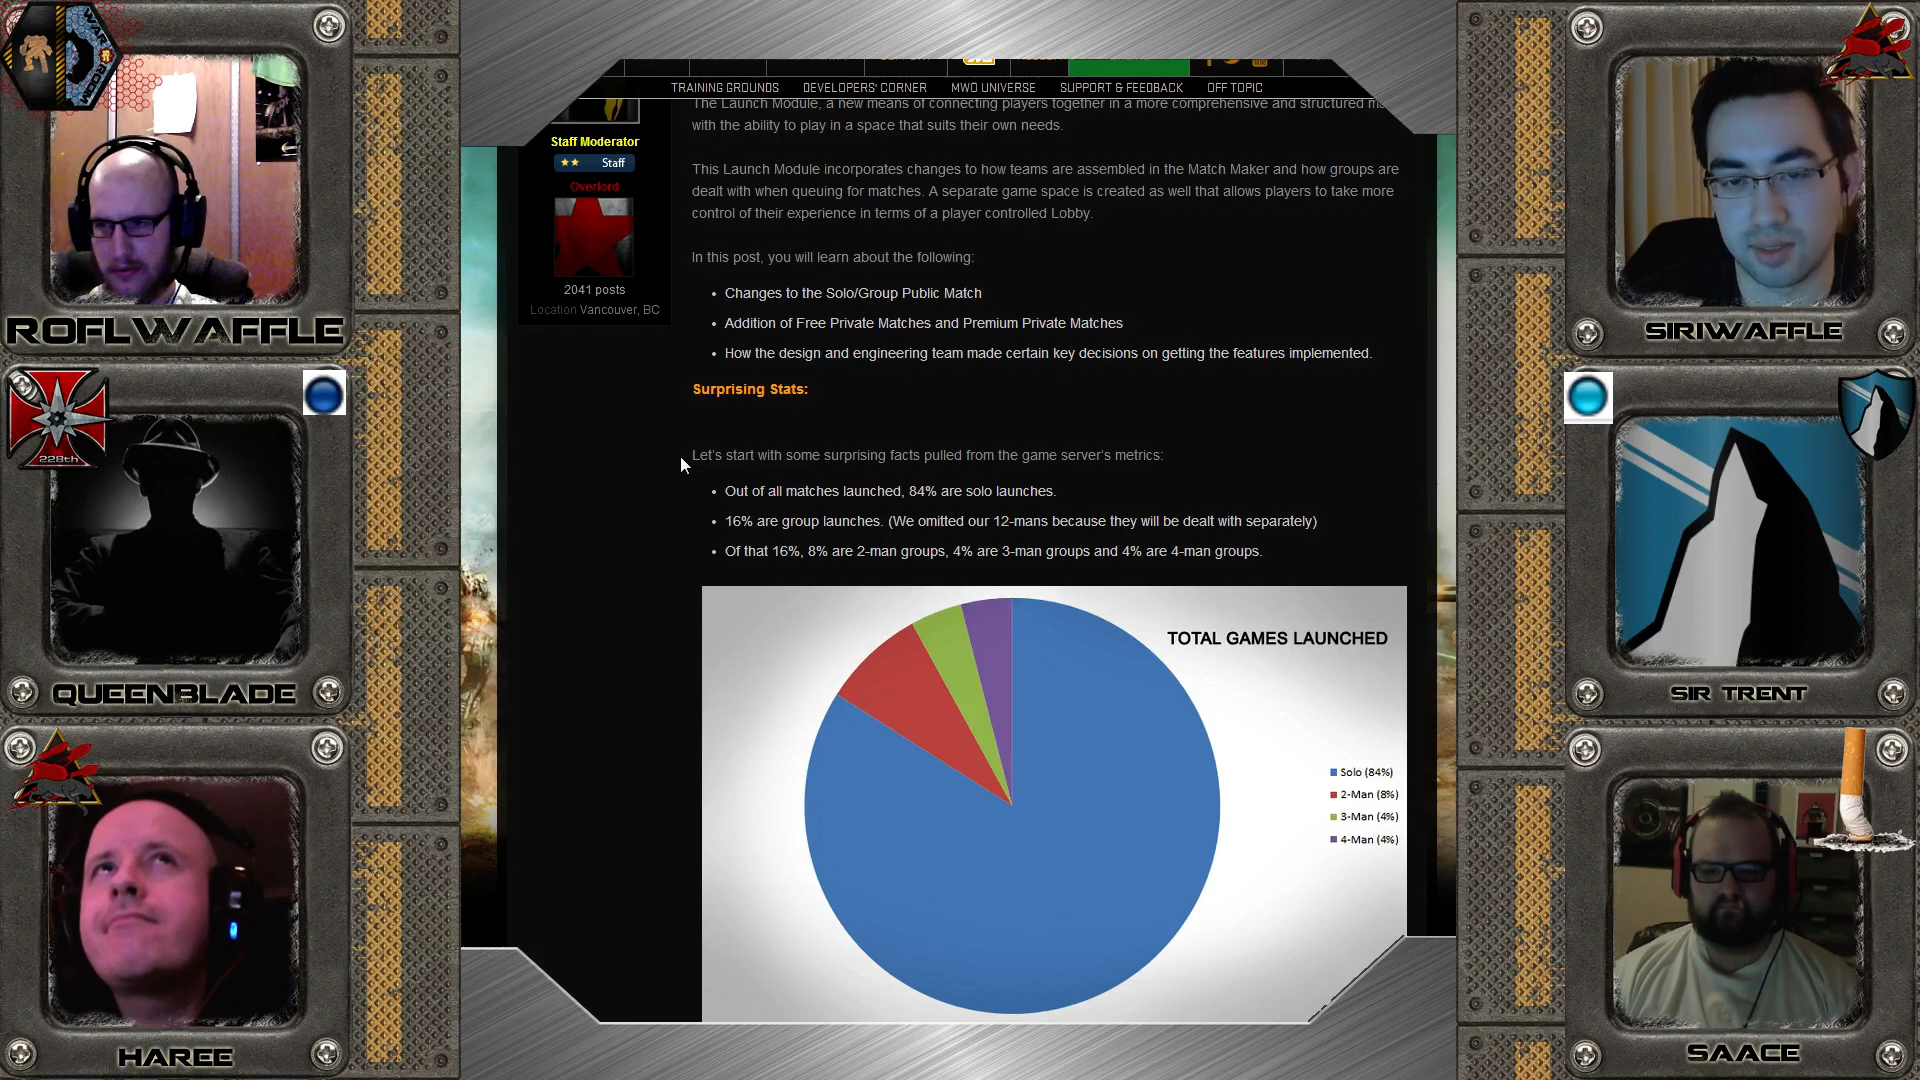 WAR ROOM
ROFLWAFFLE
228th
QUEENBLADE
HAREE
TRAINING GROUNDS DEVELOPERS' CORNER MWO UNIVERSE SUPPORT & FEEDBACK OFF TOPIC
Staff Moderator
Staff
Overlord
2041 posts
Location Vancouver, BC
The Launch Module, a new means of connecting players together in a more comprehensive and structured
with the ability to play in a space that suits their own needs.
This Launch Module incorporates changes to how teams are assembled in the Match Maker and how groups are
dealt with when queuing for matches. A separate game space is created as well that allows players to take more
control of their experience in terms of a player controlled Lobby.
In this post, you will learn about the following:
• Changes to the Solo/Group Public Match
• Addition of Free Private Matches and Premium Private Matches
• How the design and engineering team made certain key decisions on getting the features implemented.
Surprising Stats:
Let's start with some surprising facts pulled from the game server's metrics:
• Out of all matches launched, 84% are solo launches.
• 16% are group launches. (We omitted our 12-mans because they will be dealt with separately)
• Of that 16%, 8% are 2-man groups, 4% are 3-man groups and 4% are 4-man groups.
TOTAL GAMES LAUNCHED
Solo (84%)
2-Man (8%)
3-Man (4%)
4-Man (4%)
SIRIWAFFLE
SIR TRENT
SAACE